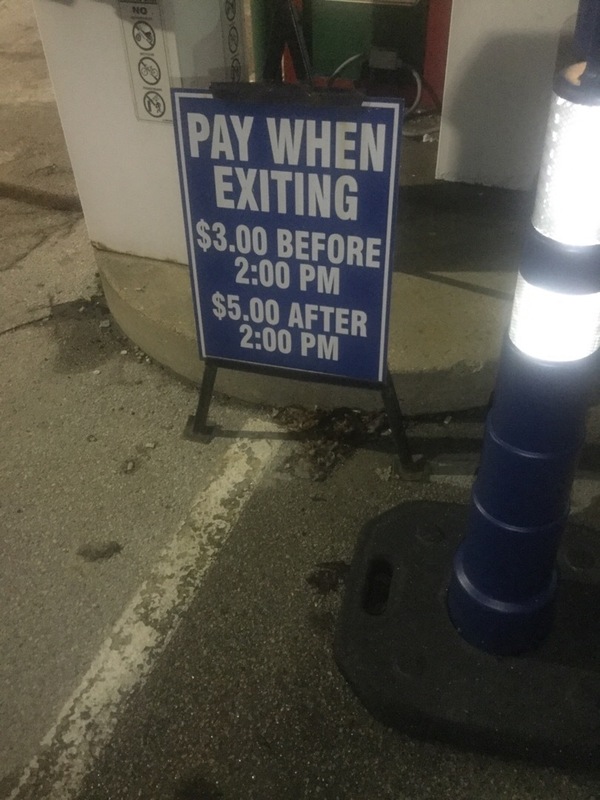 NO
PAY WHEN
EXITING
$3.00 BEFORE
2:00 PM
$5.00 AFTER
2:00 PM